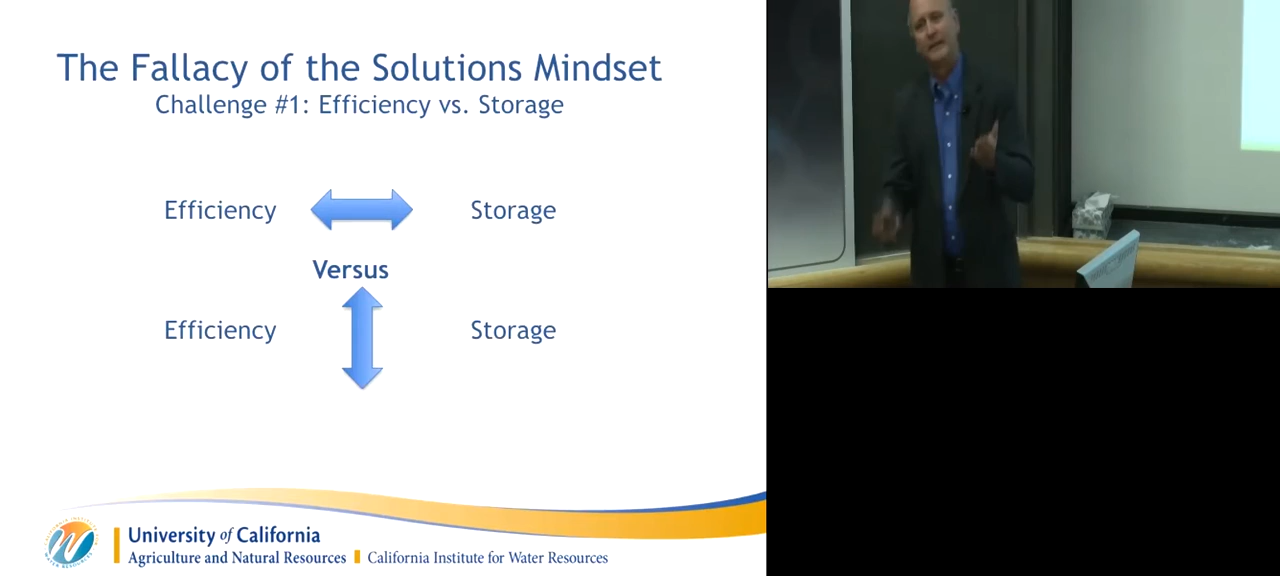 The Fallacy of the Solutions Mindset
Challenge #1: Efficiency vs. Storage
Efficiency Storage
Versus
Efficiency Storage
University of California
Agriculture and Natural Resources California Institute for Water Resources